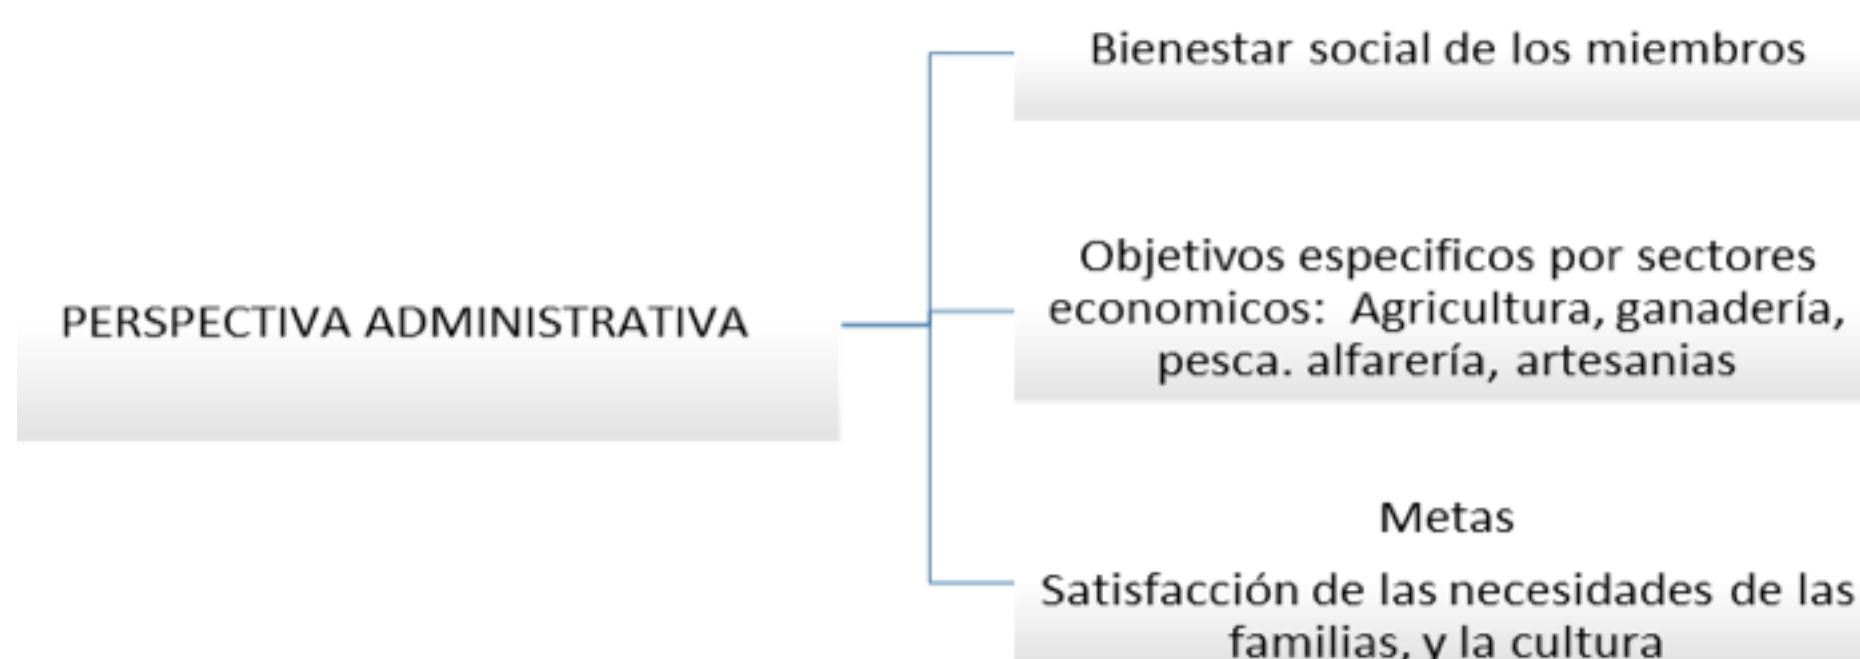 Bienestar social de los miembros
PERSPECTIVA ADMINISTRATIVA
Objetivos especificos por sectores
economicos: Agricultura, ganadería,
pesca. alfarería, artesanias
Metas
Satisfacción de las necesidades de las
familias, y la cultura